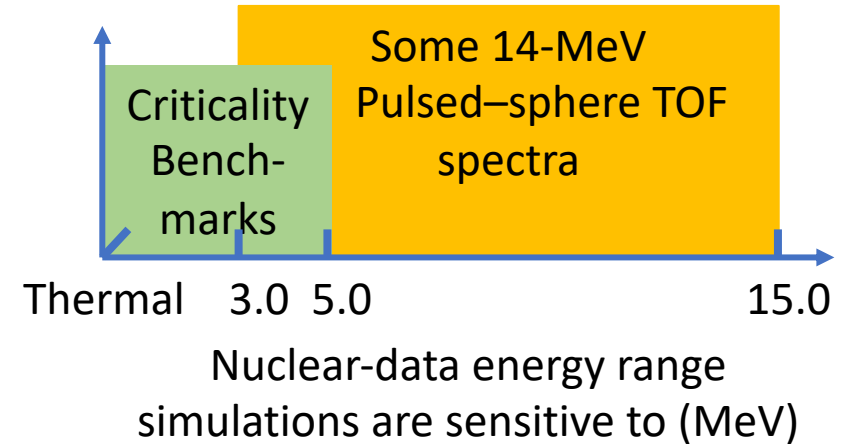 Some 14-MeV
Pulsed–sphere TOF
spectra
Criticality
Bench-
marks
Thermal 3.0 5.0 15.0
Nuclear-data energy range
simulations are sensitive to (MeV)